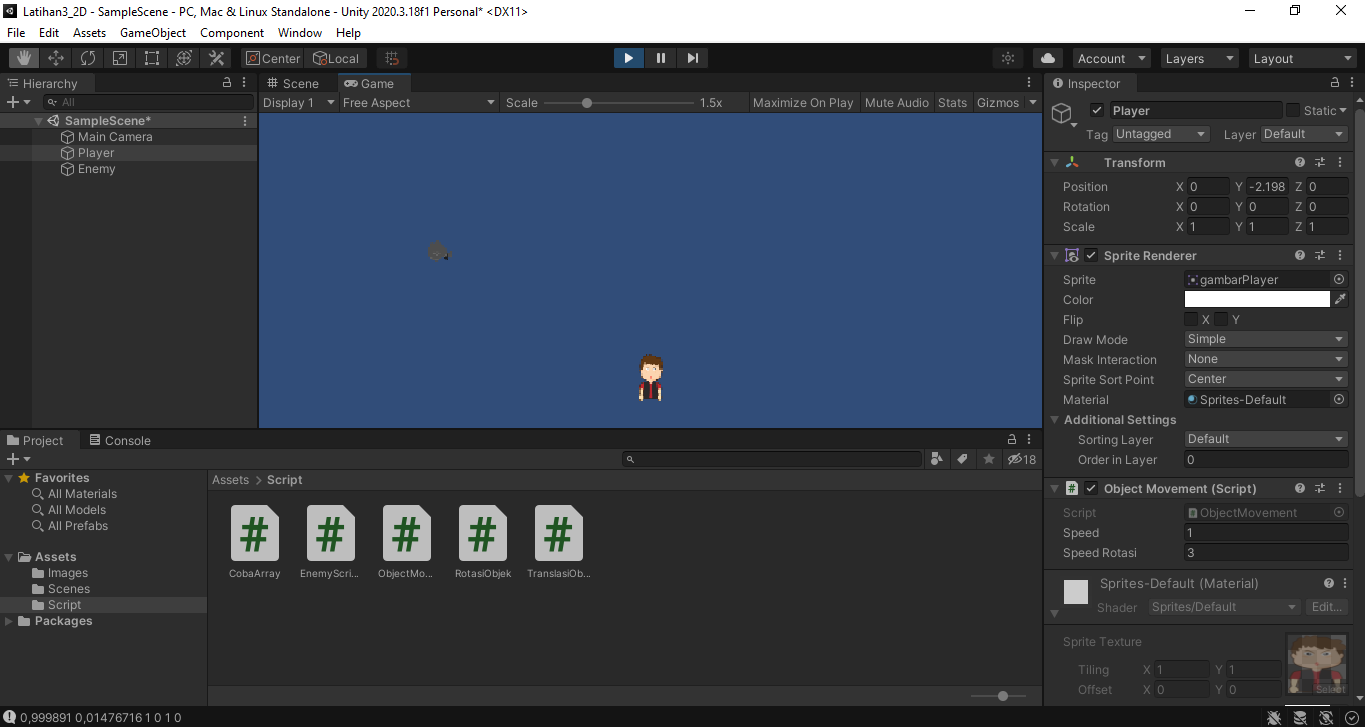 Latihan3_2D - SampleScene - PC, Mac & Linux Standalone - Unity 2020.3.18f1 Personal* <DX11>
File Edit Assets GameObject Component Window Help
Center Local Account Layers Layout
Hierarchy
All
SampleScene*
Main Camera
Player
Enemy
Scene Game
Display 1 Free Aspect Scale 1.5x Maximize On Play Mute Audio Stats Gizmos
Inspector
Player Static
Tag Untagged Layer Default
Transform
Position X 0 Y -2.198 Z 0
Rotation X 0 Y 0 Z 0
Scale X 1 Y 1 Z 1
Sprite Renderer
Sprite gambarPlayer
Color
Flip X Y
Draw Mode Simple
Mask Interaction None
Sprite Sort Point Center
Material Sprites-Default
Additional Settings
Sorting Layer Default
Order in Layer 0
# Object Movement (Script)
Script ObjectMovement
Speed 1
Speed Rotasi 3
Sprites-Default (Material)
Shader Sprites/Default Edit...
Sprite Texture
Tiling X 1 Y 1
Offset X 0 Y 0
Select
Project Console
18
Favorites
All Materials
All Models
All Prefabs
Assets
Images
Scenes
Script
Packages
Assets > Script
# # # # #
CobaArray EnemyScri... ObjectMo... RotasiObjek TranslasiOb...
0,999891 0,01476716 1 0 1 0